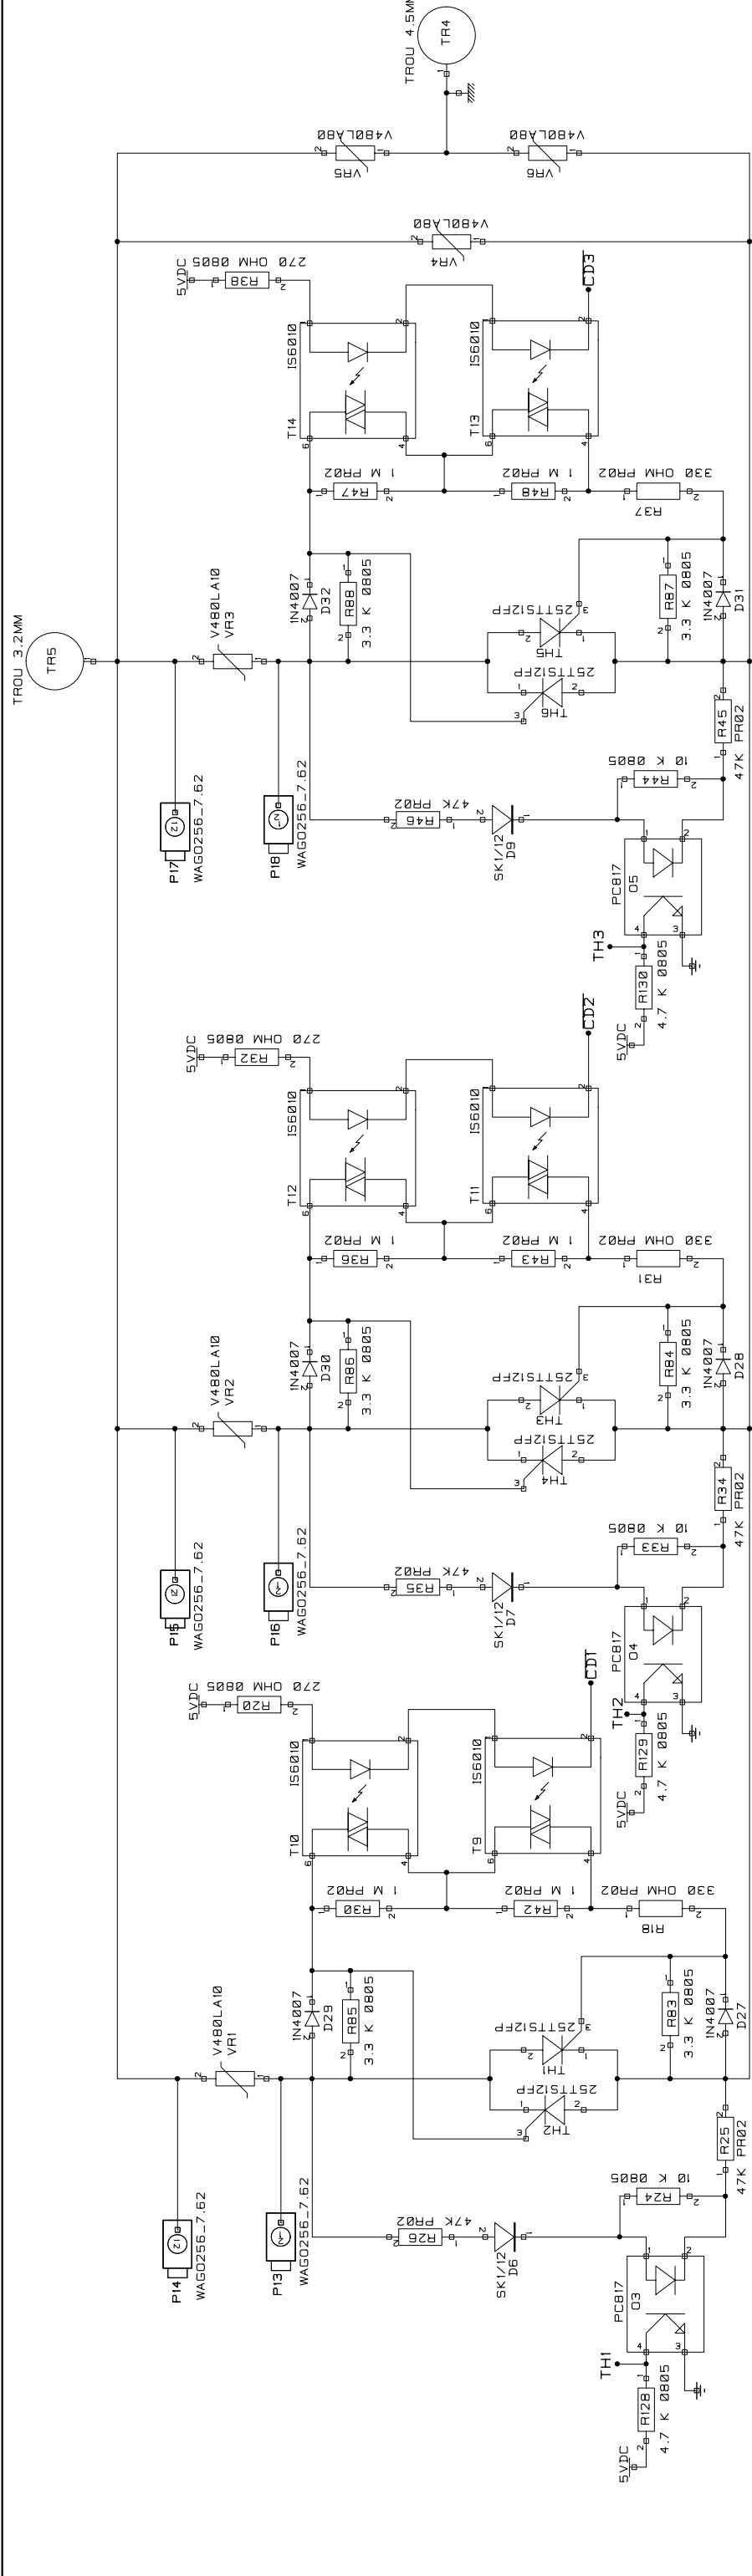 TROU 4.5MM
TR4
V480LA80
VR5
V480LA80
VR6
V480LA80
VR4
TROU 3.2MM
TR5
5VDC
R38
270 OHM 0805
IS6010
T14
IS6010
T13
CD3
R47
1 M PR02
R48
1 M PR02
R37
330 OHM PR02
V480LA10
VR3
1N4007
D32
R88
3.3 K 0805
25TTS12FP
TH5
25TTS12FP
TH6
R87
3.3 K 0805
1N4007
D31
P17
WAGO256_7.62
P18
WAGO256_7.62
R46
47K PR02
SK1/12
D9
R44
10 K 0805
R45
47K PR02
PC817
O5
TH3
R130
4.7 K 0805
5VDC
5VDC
R32
270 OHM 0805
IS6010
T12
IS6010
T11
CD2
R36
1 M PR02
R43
1 M PR02
R31
330 OHM PR02
V480LA10
VR2
1N4007
D30
R86
3.3 K 0805
25TTS12FP
TH3
25TTS12FP
TH4
R84
3.3 K 0805
1N4007
D28
P15
WAGO256_7.62
P16
WAGO256_7.62
R35
47K PR02
SK1/12
D7
R33
10 K 0805
R34
47K PR02
PC817
O4
TH2
R129
4.7 K 0805
5VDC
5VDC
R20
270 OHM 0805
IS6010
T10
IS6010
T9
CD1
R30
1 M PR02
R42
1 M PR02
R18
330 OHM PR02
V480LA10
VR1
1N4007
D29
R85
3.3 K 0805
25TTS12FP
TH1
25TTS12FP
TH2
R83
3.3 K 0805
1N4007
D27
P14
WAGO256_7.62
P13
WAGO256_7.62
R26
47K PR02
SK1/12
D6
R24
10 K 0805
R25
47K PR02
PC817
O3
TH1
R128
4.7 K 0805
5VDC